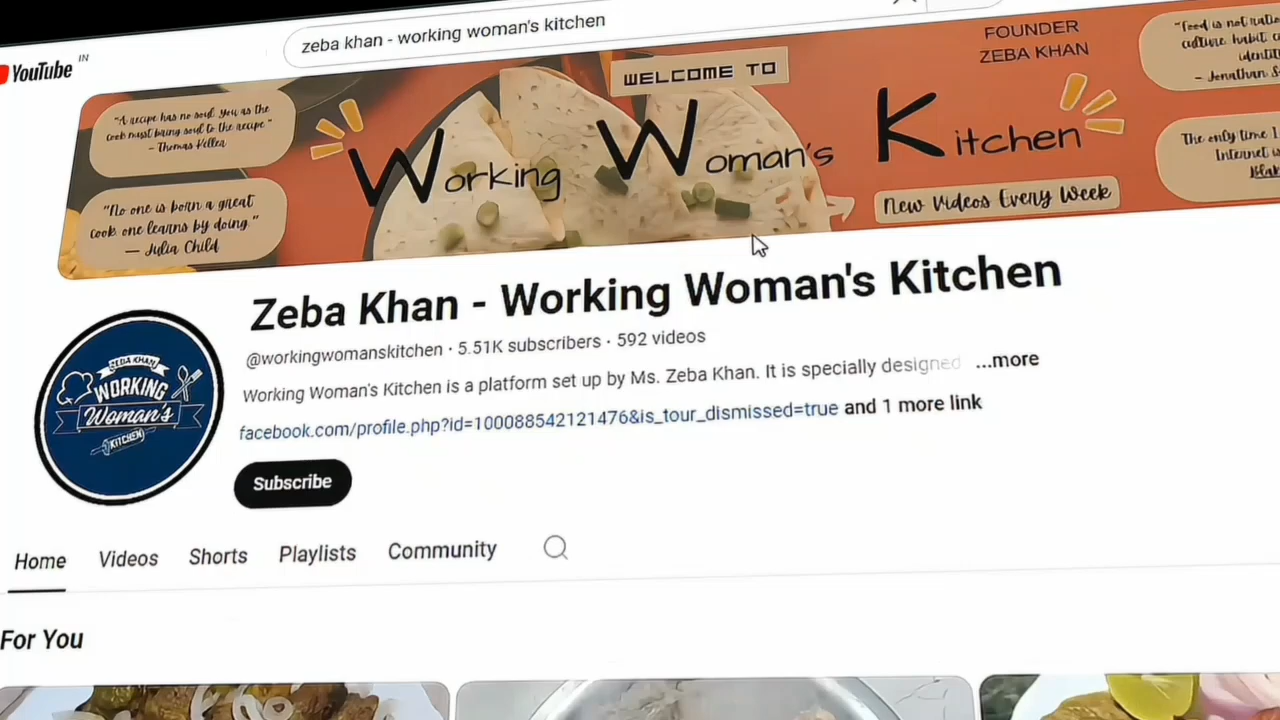 zeba khan - working woman's kitchen
YouTube IN
"A recipe has no soul you as the
cook must bring soul to the recipe"
- Thomas Keller
"No one is born a great
cook one learns by doing"
— Julia Child
WELCOME TO
Working Woman's Kitchen
FOUNDER
ZEBA KHAN
New Videos Every Week
"Food is not
culture, habit,
- Jonathan
The only time
Internet
Zeba Khan - Working Woman's Kitchen
@workingwomanskitchen · 5.51K subscribers · 592 videos
Working Woman's Kitchen is a platform set up by Ms. Zeba Khan. It is specially designed ...more
facebook.com/profile.php?id=100088542121476&is_tour_dismissed=true and 1 more link
ZEBA KHAN
WORKING
Woman's
KITCHEN
Subscribe
Home Videos Shorts Playlists Community
For You